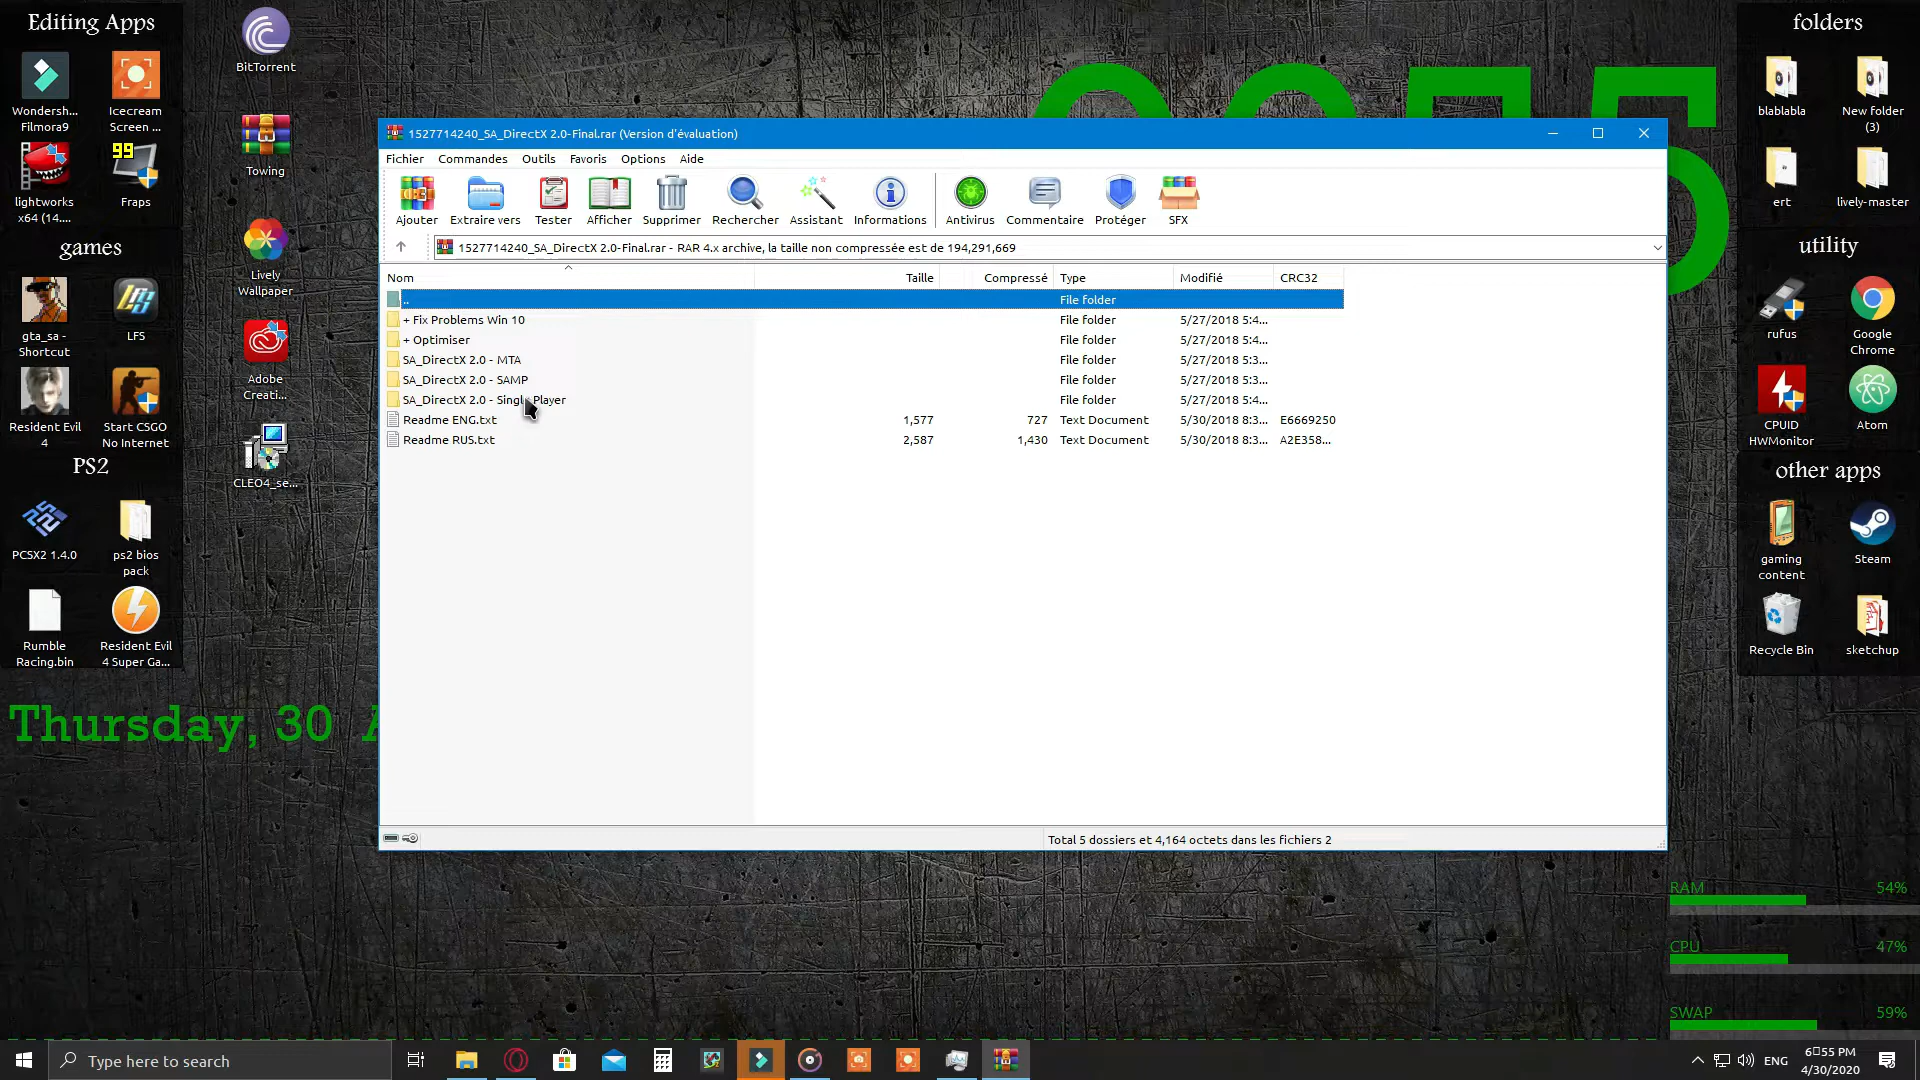 Editing Apps
Wondersh...
Filmora9
Icecream
Screen ...
lightworks
x64 (14....
99
Fraps
games
gta_sa -
Shortcut
LFS
Resident Evil
4
Start CSGO
No Internet
PS2
PCSX2 1.4.0
ps2 bios
pack
Rumble
Racing.bin
Resident Evil
4 Super Ga...
BitTorrent
Towing
Lively
Wallpaper
Adobe
Creati...
CLEO4_se...
Thursday, 30
1527714240_SA_DirectX 2.0-Final.rar (Version d'évaluation)
Fichier Commandes Outils Favoris Options Aide
Ajouter Extraire vers Tester Afficher Supprimer Rechercher Assistant Informations Antivirus Commentaire Protéger SFX
1527714240_SA_DirectX 2.0-Final.rar - RAR 4.x archive, la taille non compressée est de 194,291,669
Nom Taille Compressé Type Modifié CRC32
.. File folder
+ Fix Problems Win 10 File folder 5/27/2018 5:4...
+ Optimiser File folder 5/27/2018 5:4...
SA_DirectX 2.0 - MTA File folder 5/27/2018 5:3...
SA_DirectX 2.0 - SAMP File folder 5/27/2018 5:3...
SA_DirectX 2.0 - Single Player File folder 5/27/2018 5:4...
Readme ENG.txt 1,577 727 Text Document 5/30/2018 8:3... E6669250
Readme RUS.txt 2,587 1,430 Text Document 5/30/2018 8:3... A2E358...
Total 5 dossiers et 4,164 octets dans les fichiers 2
folders
blablabla
New folder
(3)
ert
lively-master
utility
rufus
Google
Chrome
CPUID
HWMonitor
Atom
other apps
gaming
content
Steam
Recycle Bin
sketchup
RAM 54%
CPU 47%
SWAP 59%
Type here to search
ENG
6:55 PM
4/30/2020